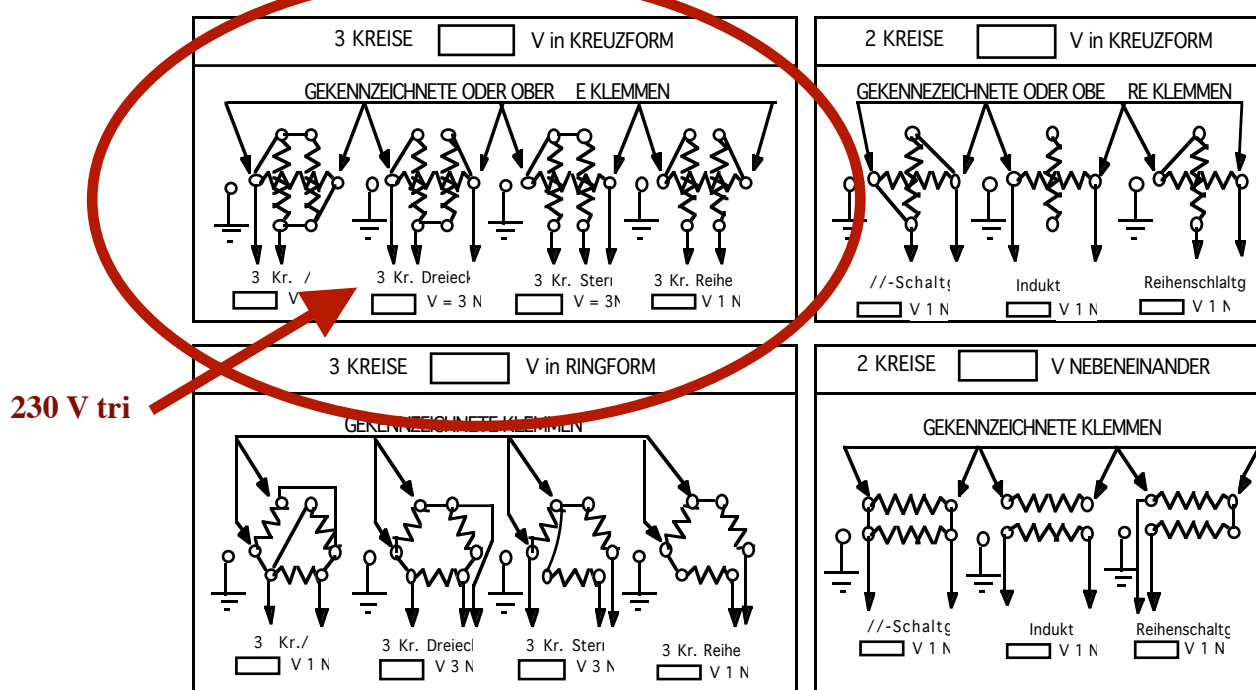 3 KREISE V in KREUZFORM
2 KREISE V in KREUZFORM
GEKENNZEICHNETE ODER OBER E KLEMMEN
GEKENNEZEICHNETE ODER OBE RE KLEMMEN
3 Kr. /
3 Kr. Dreieck
3 Kr. Stern
3 Kr. Reihe
V
V = 3 N
V = 3N
V 1 N
//-Schaltg
Indukt
Reihenschlaltg
V 1 N
V 1 N
V 1 N
230 V tri
3 KREISE V in RINGFORM
2 KREISE V NEBENEINANDER
GEKENNZEICHNETE KLEMMEN
GEKENNZEICHNETE KLEMMEN
3 Kr./
3 Kr. Dreiecl
3 Kr. Stern
3 Kr. Reihe
V 1 N
V 3 N
V 3 N
V 1 N
//-Schaltg
Indukt
Reihenschaltg
V 1 N
V 1 N
V 1 N